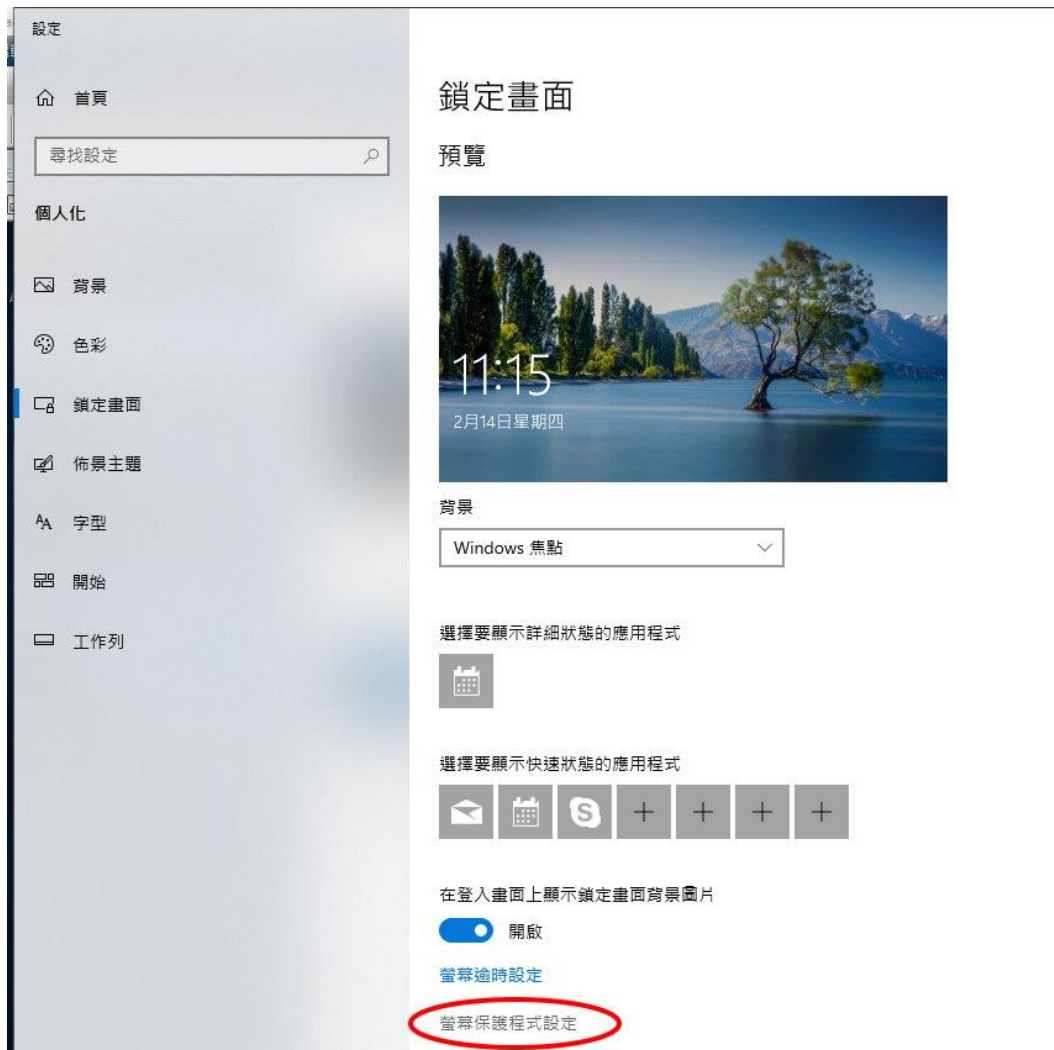 設定
首頁
尋找設定
個人化
背景
色彩
鎖定畫面
佈景主題
字型
開始
工作列
鎖定畫面
預覽
11:15
2月14日星期四
背景
Windows 焦點
選擇要顯示詳細狀態的應用程式
選擇要顯示快速狀態的應用程式
在登入畫面上顯示鎖定畫面背景圖片
開啟
螢幕逾時設定
螢幕保護程式設定